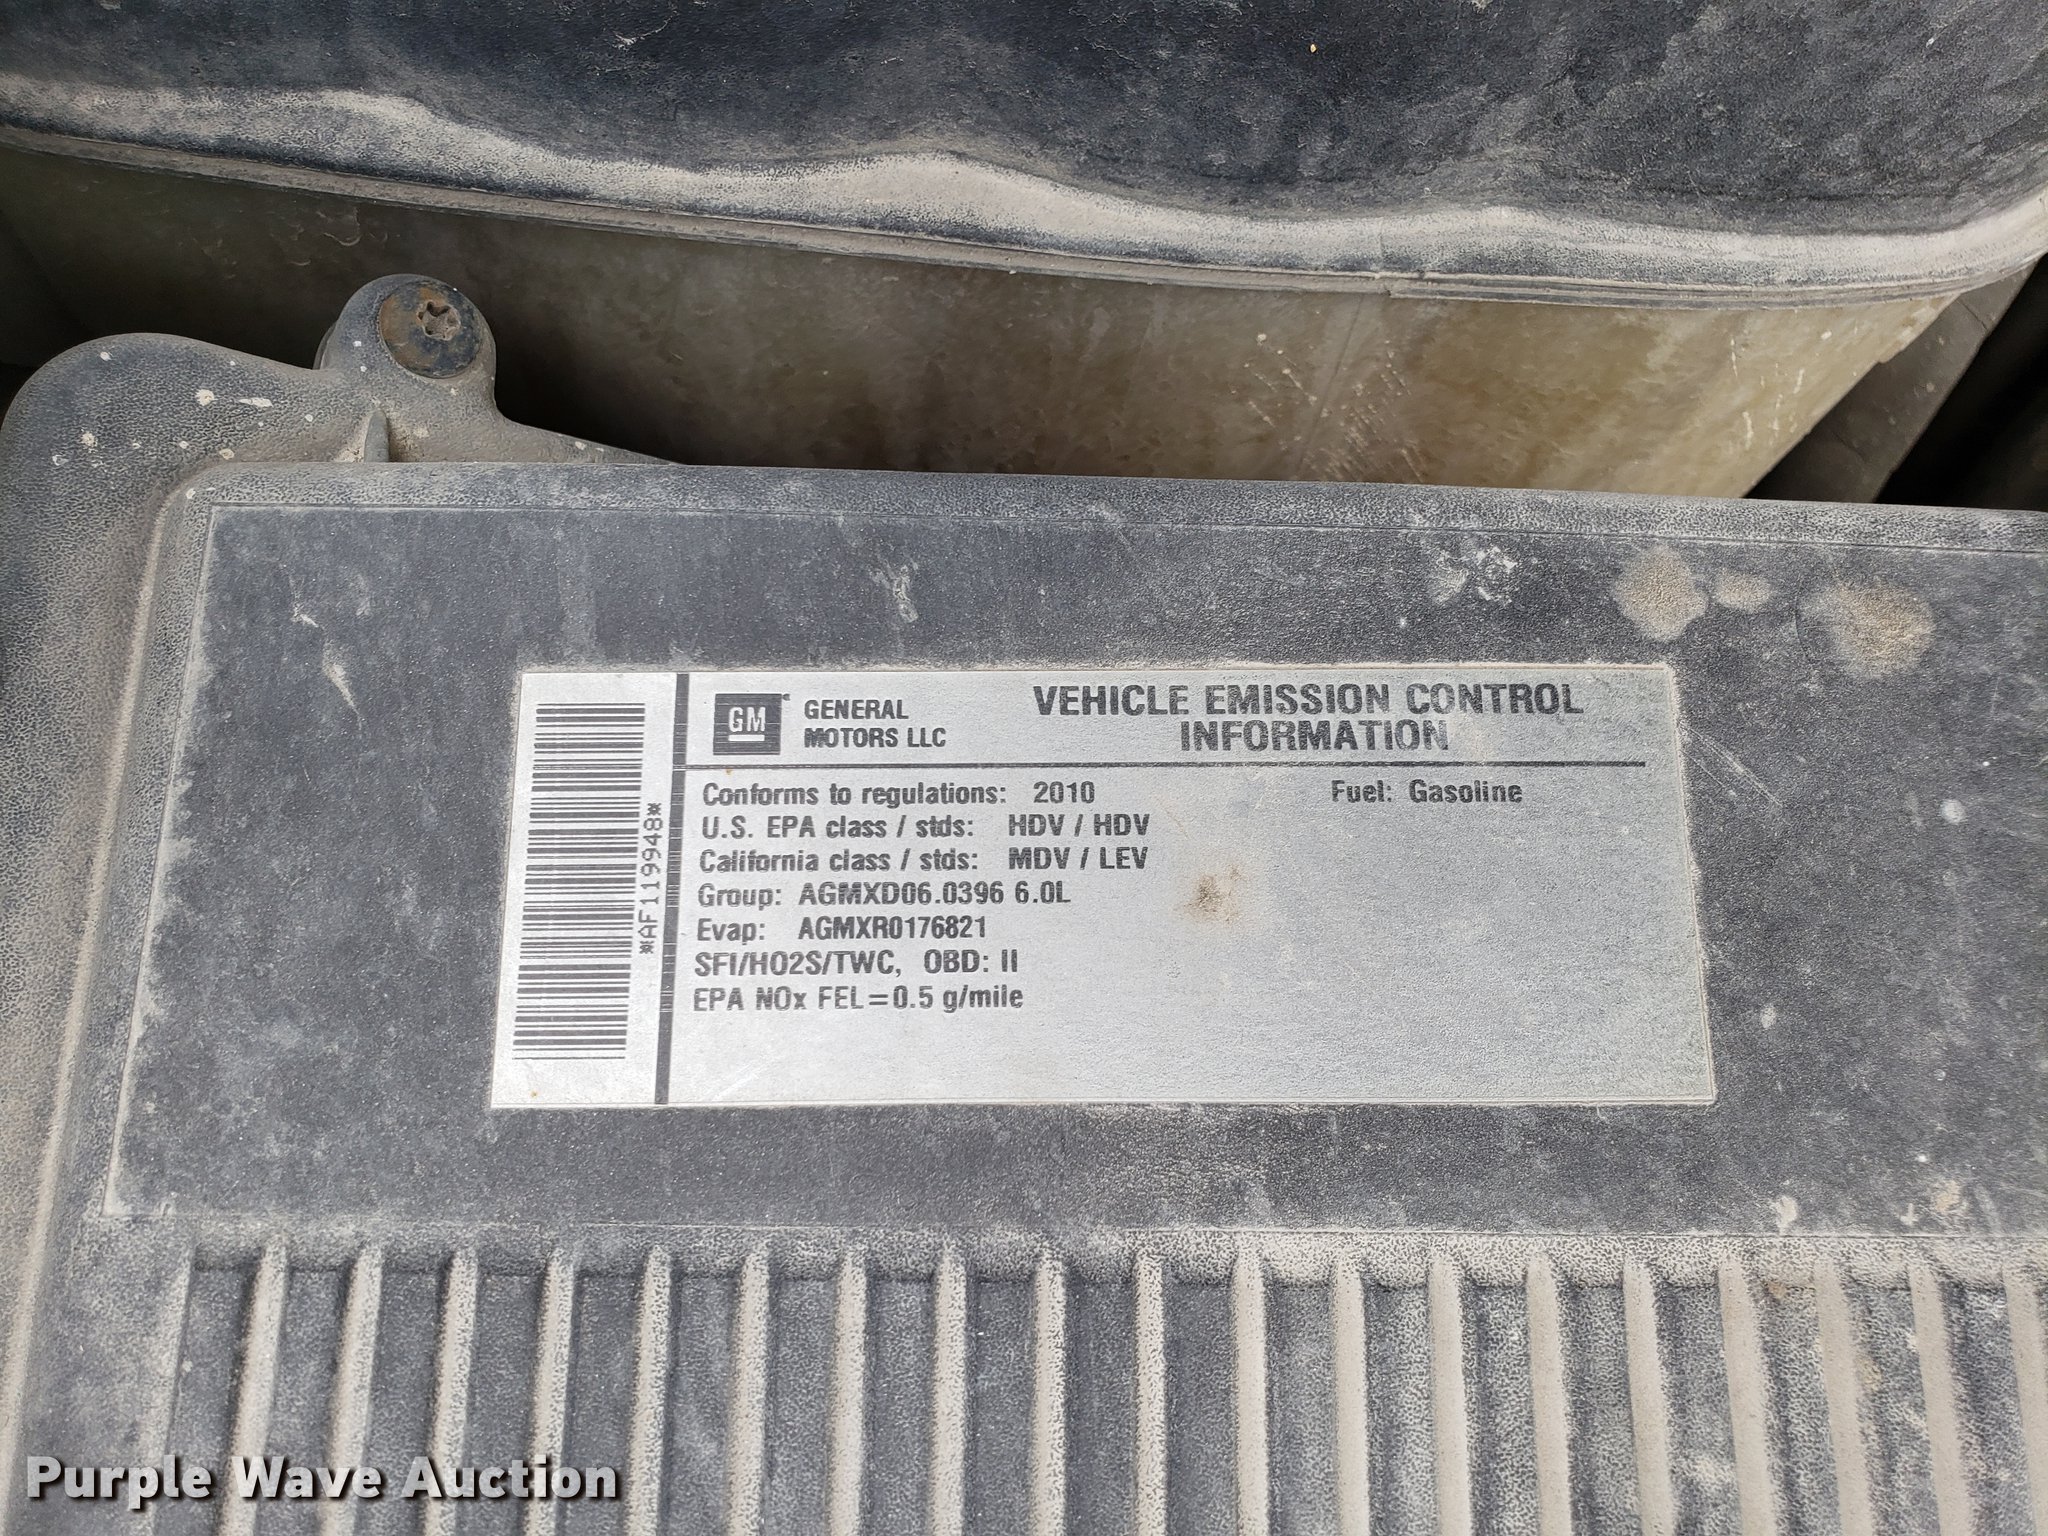 GM GENERAL MOTORS LLC
VEHICLE EMISSION CONTROL
INFORMATION
Conforms to regulations: 2010 Fuel: Gasoline
U.S. EPA class / stds: HDV / HDV
California class / stds: MDV / LEV
Group: AGMXD06.0396 6.0L
Evap: AGMXR0176821
SFI/HO2S/TWC, OBD: II
EPA NOx FEL=0.5 g/mile
*AF119948*
Purple Wave Auction